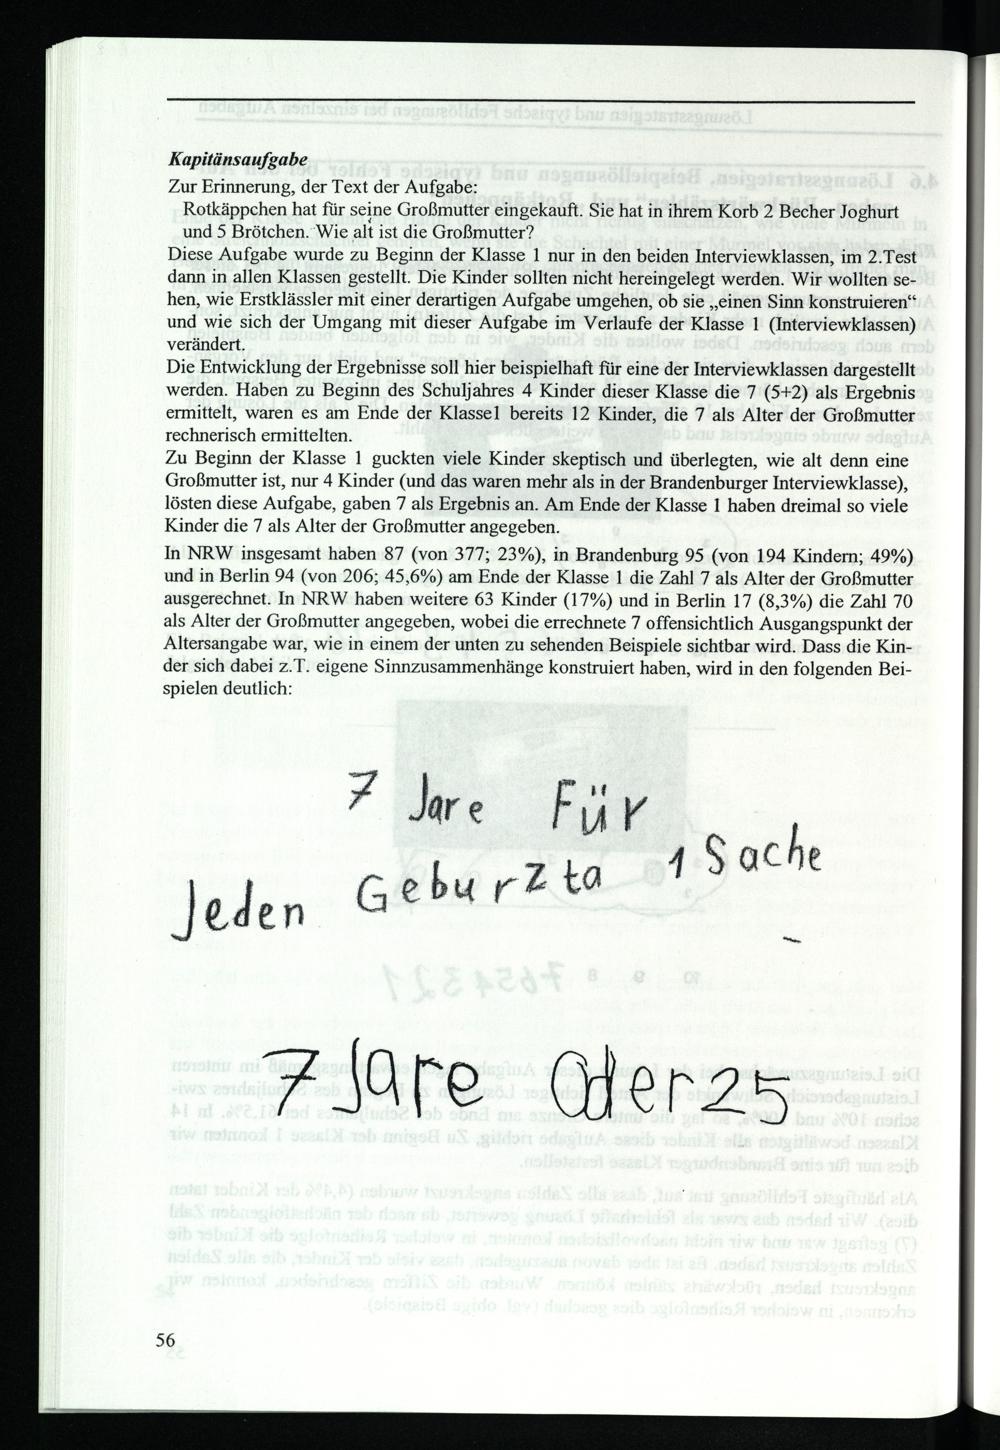 Kapitänsaufgabe
Zur Erinnerung, der Text der Aufgabe:
Rotkäppchen hat für seine Großmutter eingekauft. Sie hat in ihrem Korb 2 Becher Joghurt
und 5 Brötchen. Wie alt ist die Großmutter?
Diese Aufgabe wurde zu Beginn der Klasse 1 nur in den beiden Interviewklassen, im 2.Test
dann in allen Klassen gestellt. Die Kinder sollten nicht hereingelegt werden. Wir wollten se-
hen, wie Erstklässler mit einer derartigen Aufgabe umgehen, ob sie „einen Sinn konstruieren“
und wie sich der Umgang mit dieser Aufgabe im Verlaufe der Klasse 1 (Interviewklassen)
verändert.
Die Entwicklung der Ergebnisse soll hier beispielhaft für eine der Interviewklassen dargestellt
werden. Haben zu Beginn des Schuljahres 4 Kinder dieser Klasse die 7 (5+2) als Ergebnis
ermittelt, waren es am Ende der Klasse1 bereits 12 Kinder, die 7 als Alter der Großmutter
rechnerisch ermittelten.
Zu Beginn der Klasse 1 guckten viele Kinder skeptisch und überlegten, wie alt denn eine
Großmutter ist, nur 4 Kinder (und das waren mehr als in der Brandenburger Interviewklasse),
lösten diese Aufgabe, gaben 7 als Ergebnis an. Am Ende der Klasse 1 haben dreimal so viele
Kinder die 7 als Alter der Großmutter angegeben.
In NRW insgesamt haben 87 (von 377; 23%), in Brandenburg 95 (von 194 Kindern; 49%)
und in Berlin 94 (von 206; 45,6%) am Ende der Klasse 1 die Zahl 7 als Alter der Großmutter
ausgerechnet. In NRW haben weitere 63 Kinder (17%) und in Berlin 17 (8,3%) die Zahl 70
als Alter der Großmutter angegeben, wobei die errechnete 7 offensichtlich Ausgangspunkt der
Altersangabe war, wie in einem der unten zu sehenden Beispiele sichtbar wird. Dass die Kin-
der sich dabei z.T. eigene Sinnzusammenhänge konstruiert haben, wird in den folgenden Bei-
spielen deutlich:
7 Jare Für
Jeden Geburzta 1 Sache
7 Jare oder 25
56